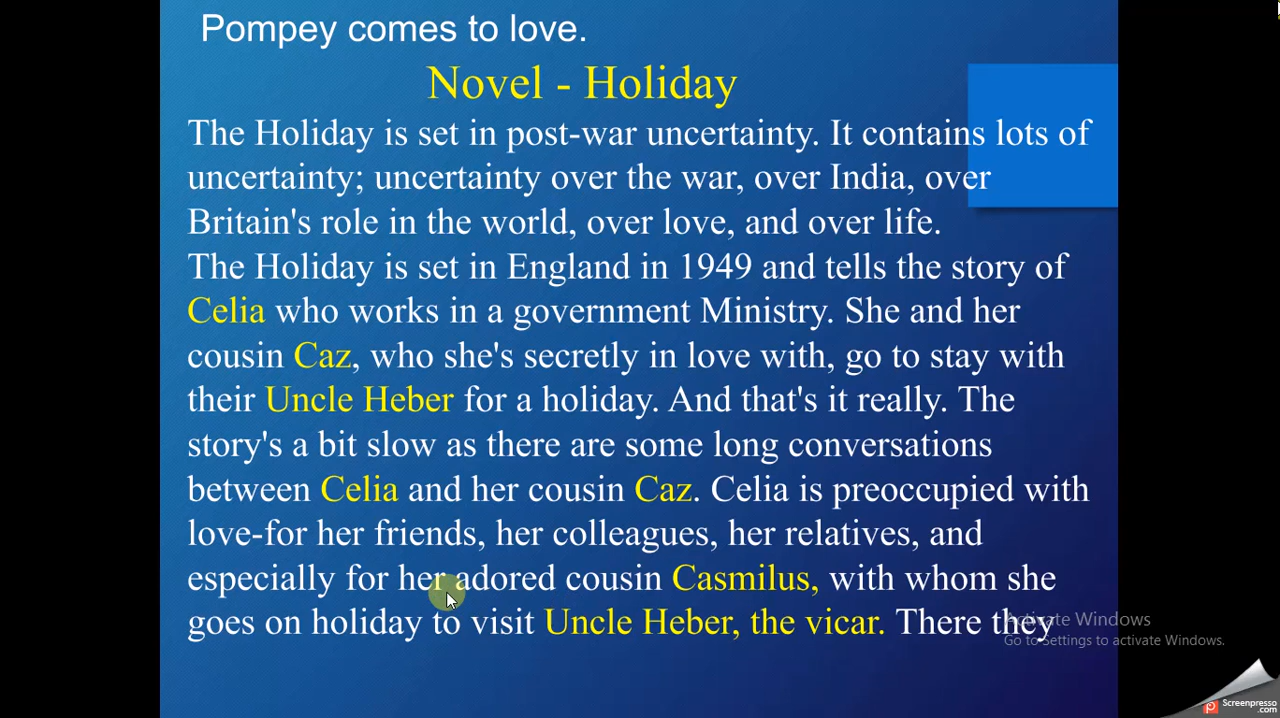 Pompey comes to love.
Novel - Holiday
The Holiday is set in post-war uncertainty. It contains lots of
uncertainty; uncertainty over the war, over India, over
Britain's role in the world, over love, and over life.
The Holiday is set in England in 1949 and tells the story of
Celia who works in a government Ministry. She and her
cousin Caz, who she's secretly in love with, go to stay with
their Uncle Heber for a holiday. And that's it really. The
story's a bit slow as there are some long conversations
between Celia and her cousin Caz. Celia is preoccupied with
love-for her friends, her colleagues, her relatives, and
especially for her adored cousin Casmilus, with whom she
goes on holiday to visit Uncle Heber, the vicar. There they
Activate Windows
Go to Settings to activate Windows.
Screenpresso
.com